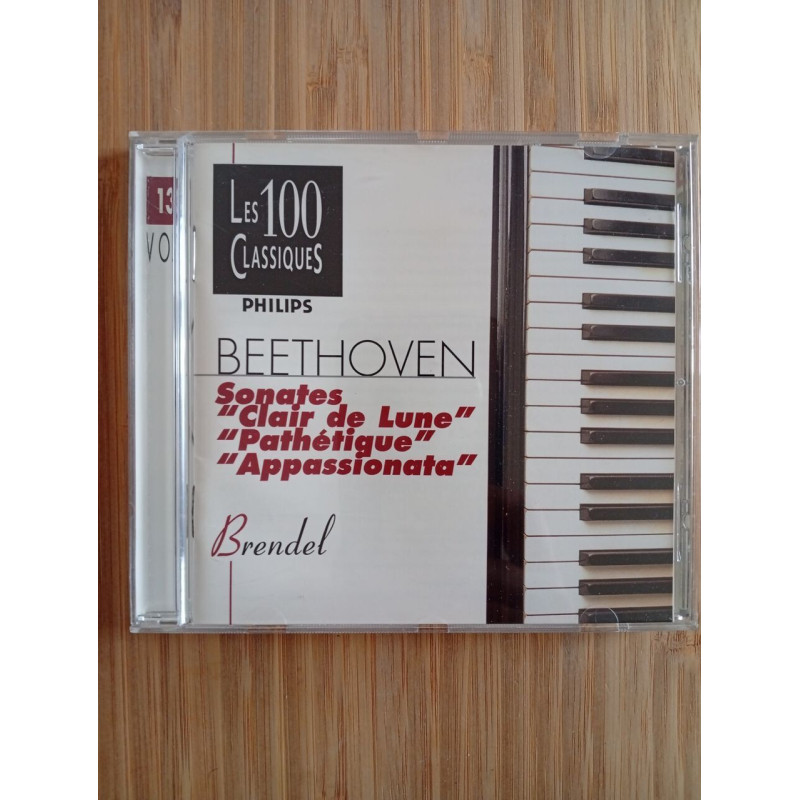 13
VO
LES 100
CLASSIQUES
PHILIPS
BEETHOVEN
Sonates
“Clair de Lune”
“Pathétique”
“Appassionata”
Brendel